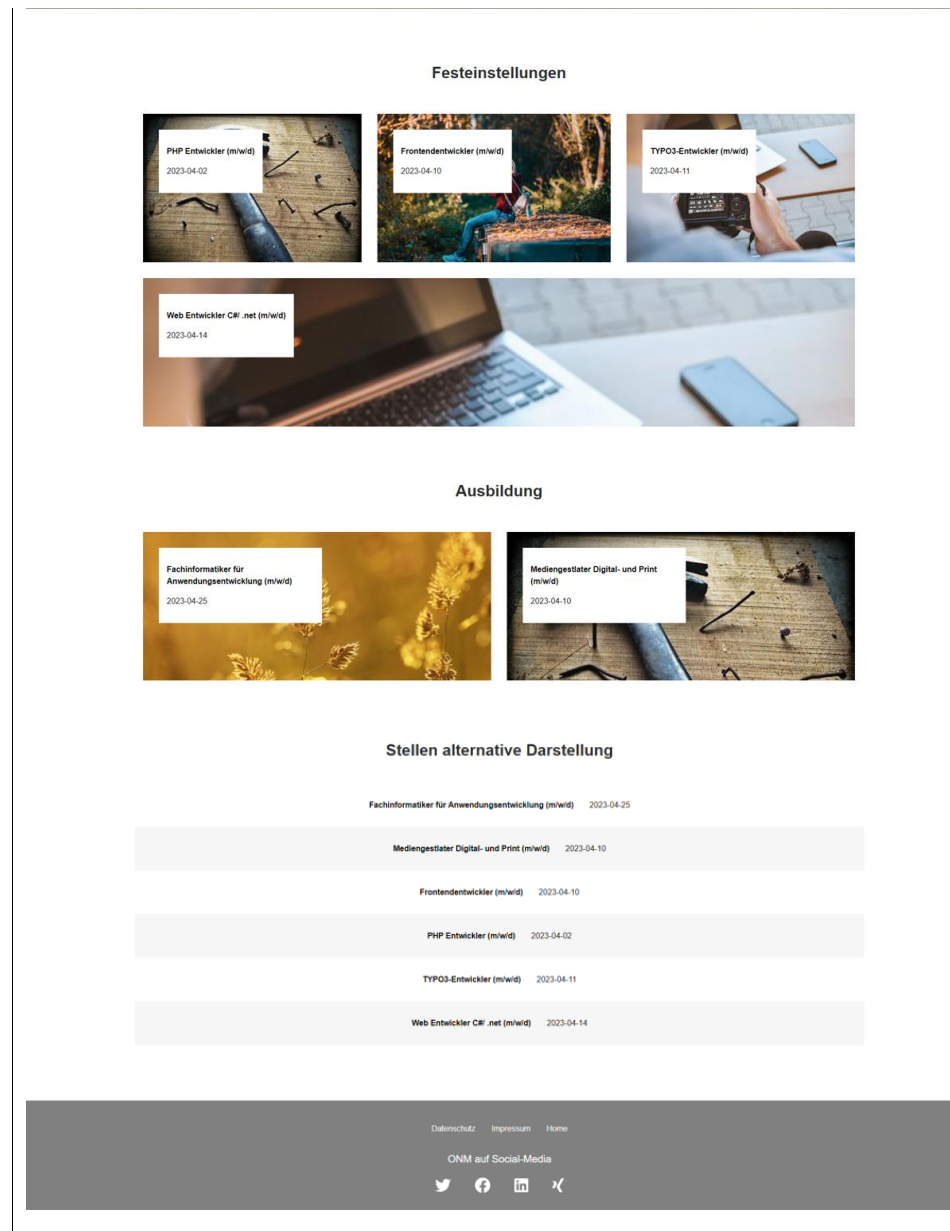 Festeinstellungen
PHP Entwickler (m/w/d)
2023-04-02
Frontendentwickler (m/w/d)
2023-04-10
TYPO3-Entwickler (m/w/d)
2023-04-11
Web Entwickler C#/ .net (m/w/d)
2023-04-14
Ausbildung
Fachinformatiker für
Anwendungsentwicklung (m/w/d)
2023-04-25
Mediengestlater Digital- und Print
(m/w/d)
2023-04-10
Stellen alternative Darstellung
Fachinformatiker für Anwendungsentwicklung (m/w/d) 2023-04-25
Mediengestlater Digital- und Print (m/w/d) 2023-04-10
Frontendentwickler (m/w/d) 2023-04-10
PHP Entwickler (m/w/d) 2023-04-02
TYPO3-Entwickler (m/w/d) 2023-04-11
Web Entwickler C#/ .net (m/w/d) 2023-04-14
Datenschutz Impressum Home
ONM auf Social-Media